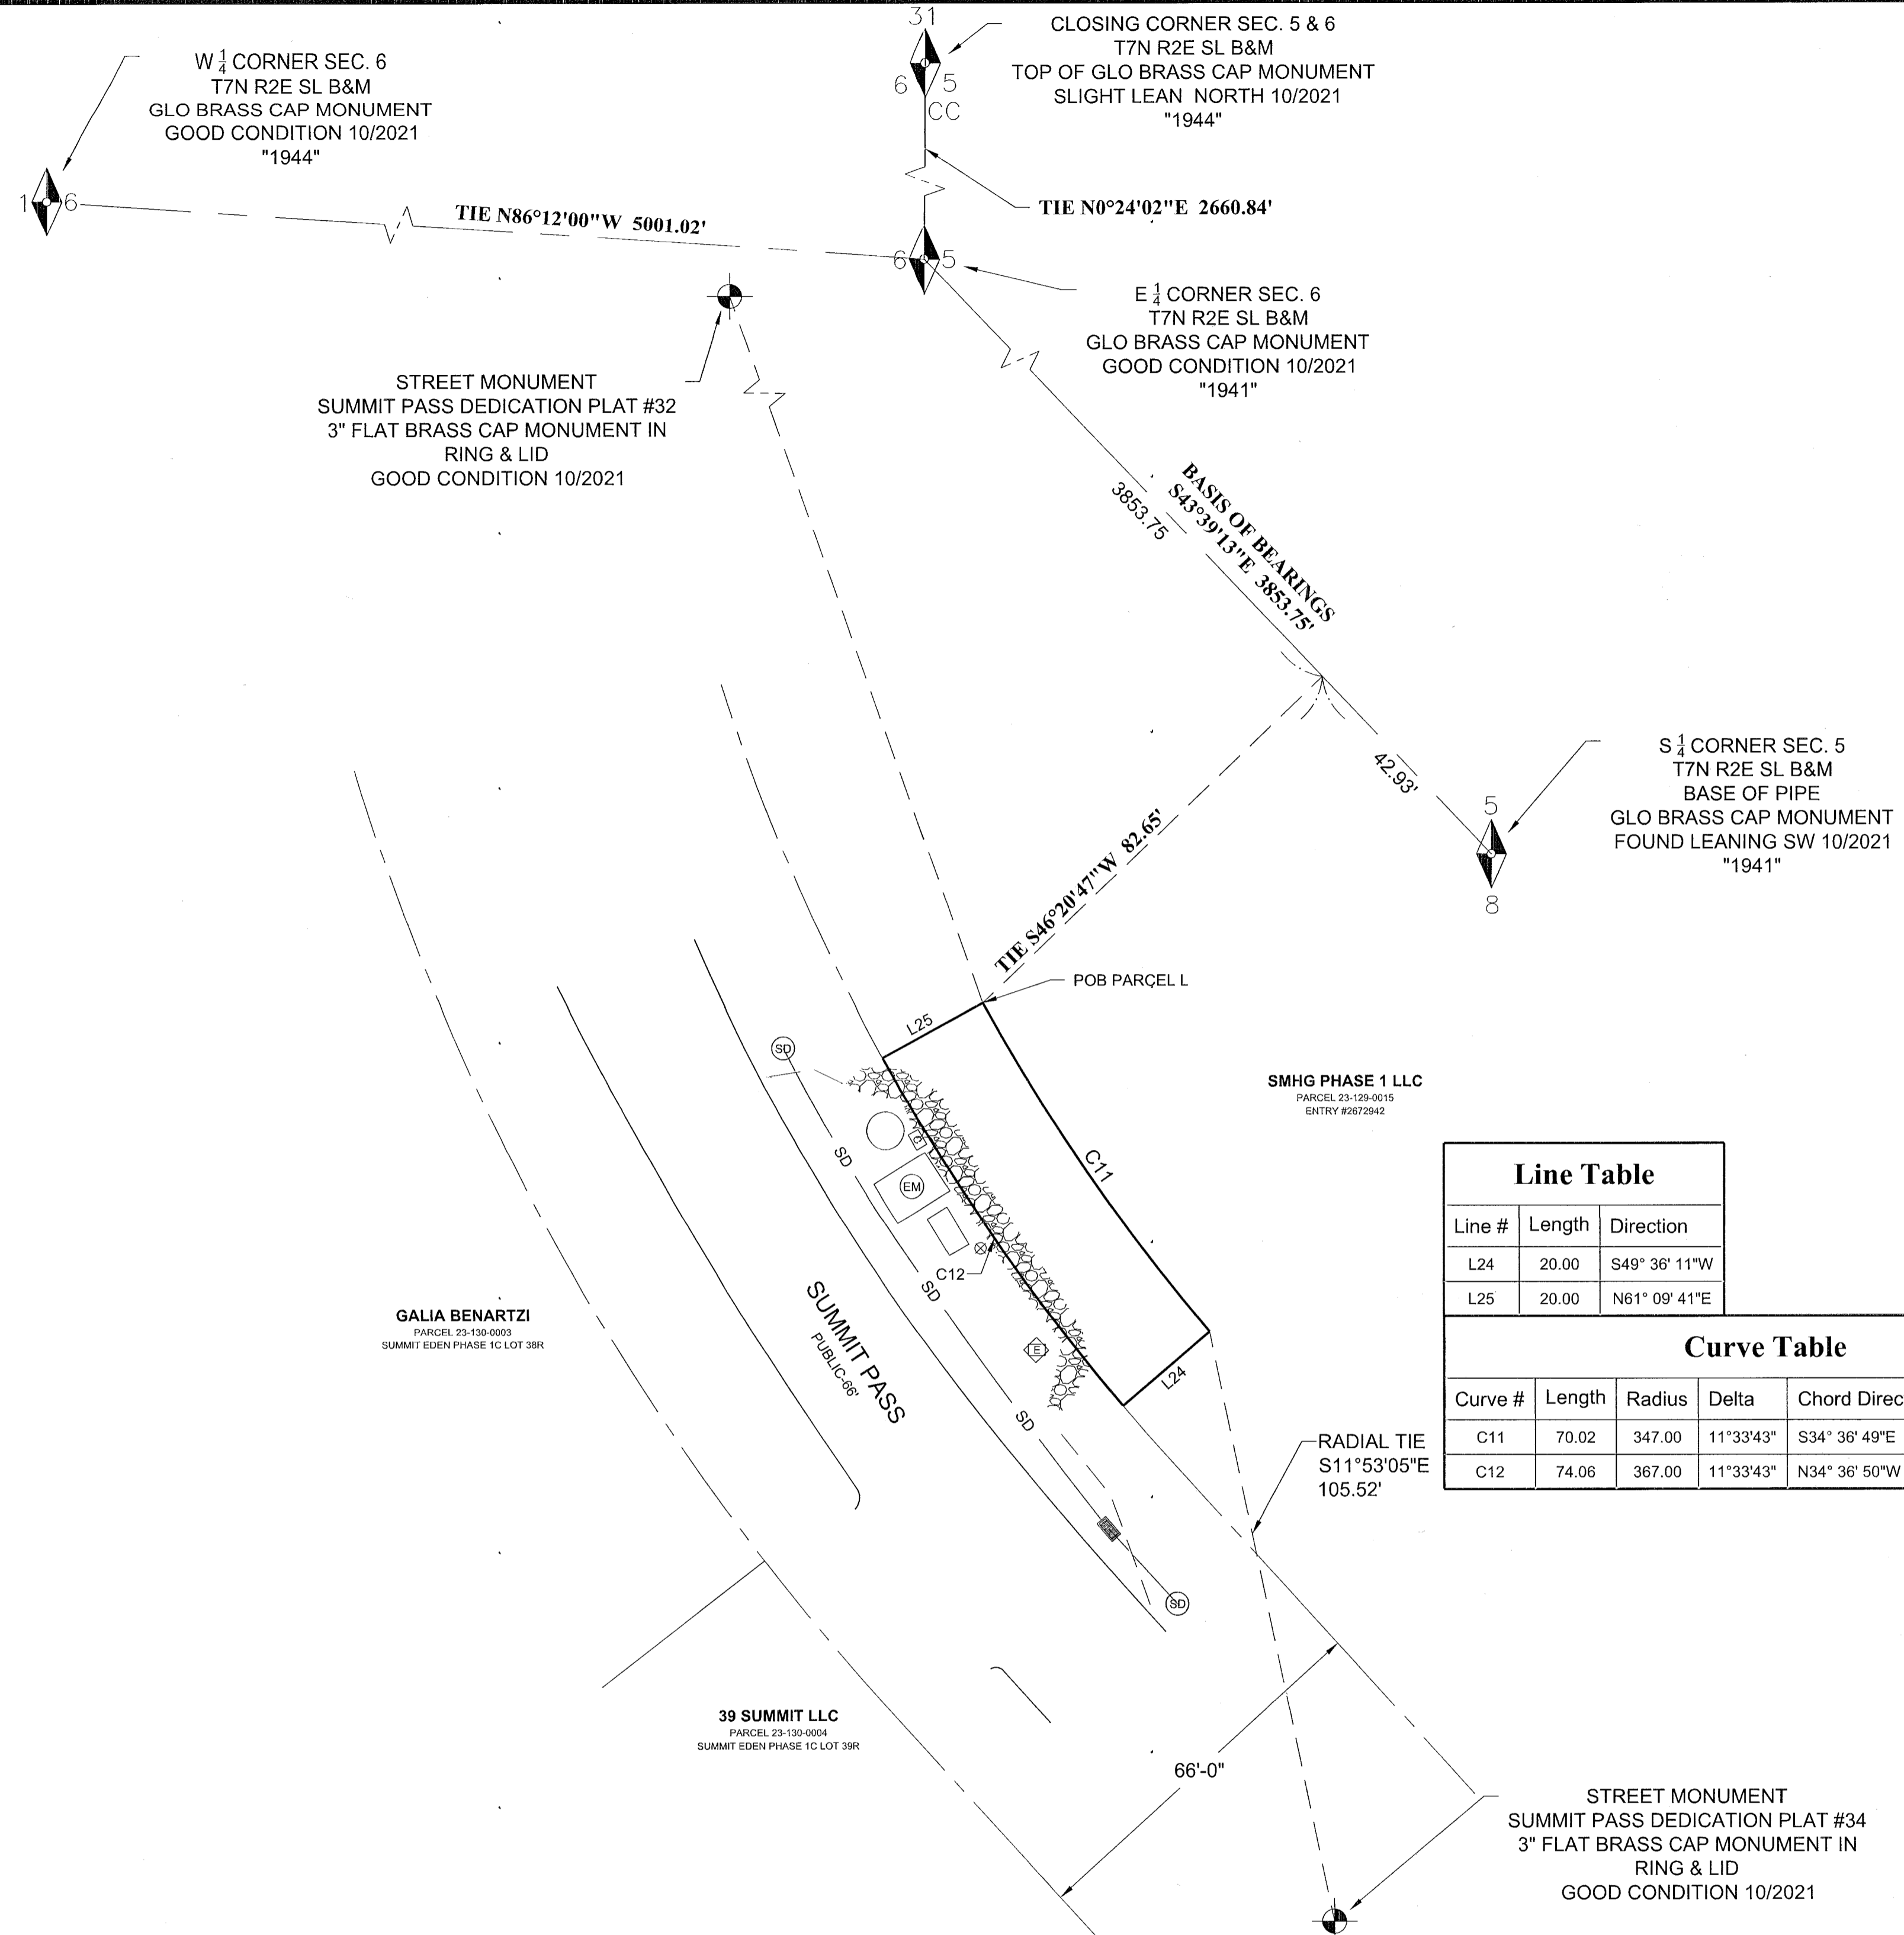 31
CLOSING CORNER SEC. 5 & 6
T7N R2E SL B&M
TOP OF GLO BRASS CAP MONUMENT
SLIGHT LEAN NORTH 10/2021
"1944"
6 5
CC
W 1/4 CORNER SEC. 6
T7N R2E SL B&M
GLO BRASS CAP MONUMENT
GOOD CONDITION 10/2021
"1944"
1 6
TIE N86°12'00"W 5001.02'
TIE N0°24'02"E 2660.84'
6 5
E 1/4 CORNER SEC. 6
T7N R2E SL B&M
GLO BRASS CAP MONUMENT
GOOD CONDITION 10/2021
"1941"
STREET MONUMENT
SUMMIT PASS DEDICATION PLAT #32
3" FLAT BRASS CAP MONUMENT IN
RING & LID
GOOD CONDITION 10/2021
BASIS OF BEARINGS
S43°39'13"E 3853.75'
3853.75
42.93'
S 1/4 CORNER SEC. 5
T7N R2E SL B&M
BASE OF PIPE
GLO BRASS CAP MONUMENT
FOUND LEANING SW 10/2021
"1941"
5
8
TIE S46°20'47"W 82.65'
POB PARCEL L
L25
SD
SMHG PHASE 1 LLC
PARCEL 23-129-0015
ENTRY #2672942
C
SD
C11
EM
C12
SD
Line Table
Line # Length Direction
L24 20.00 S49° 36' 11"W
L25 20.00 N61° 09' 41"E
GALIA BENARTZI
PARCEL 23-130-0003
SUMMIT EDEN PHASE 1C LOT 38R
SUMMIT PASS
PUBLIC-66'
E
L24
SD
Curve Table
Curve # Length Radius Delta Chord Direc
C11 70.02 347.00 11°33'43" S34° 36' 49"E
C12 74.06 367.00 11°33'43" N34° 36' 50"W
RADIAL TIE
S11°53'05"E
105.52'
SD
39 SUMMIT LLC
PARCEL 23-130-0004
SUMMIT EDEN PHASE 1C LOT 39R
66'-0"
STREET MONUMENT
SUMMIT PASS DEDICATION PLAT #34
3" FLAT BRASS CAP MONUMENT IN
RING & LID
GOOD CONDITION 10/2021